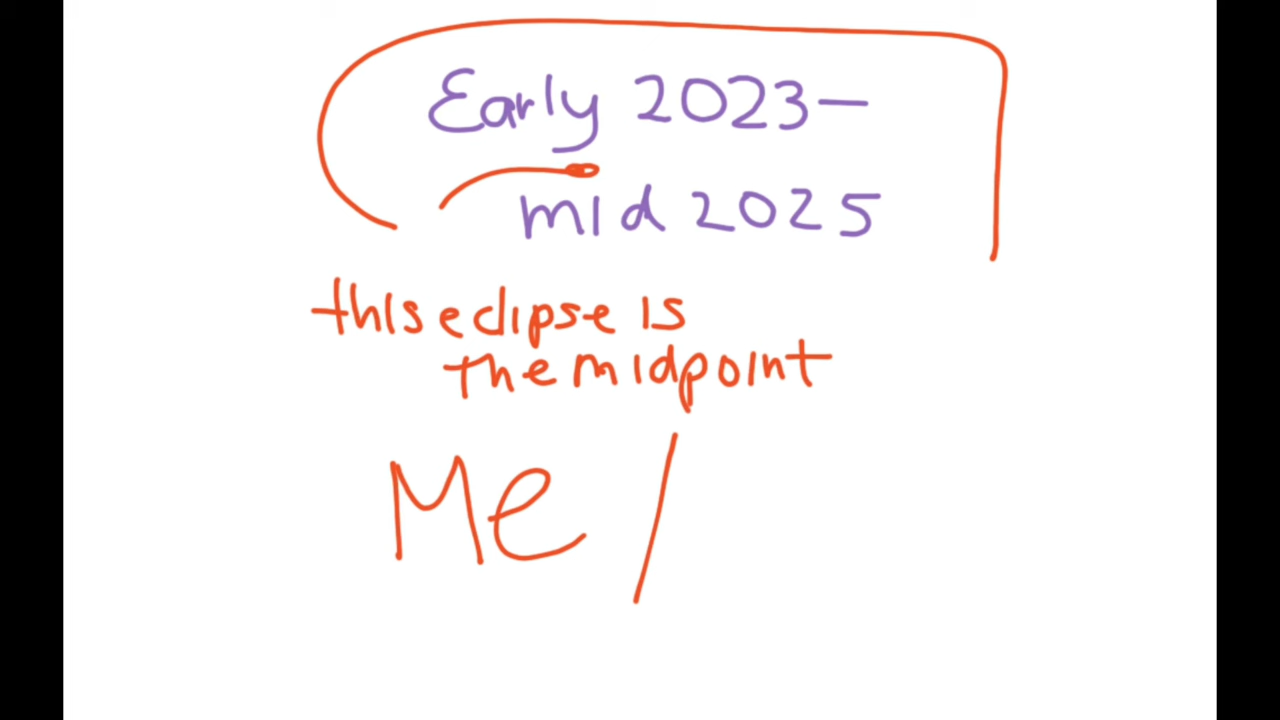 Early 2023-
mid 2025
this eclipse is
the midpoint
Me /